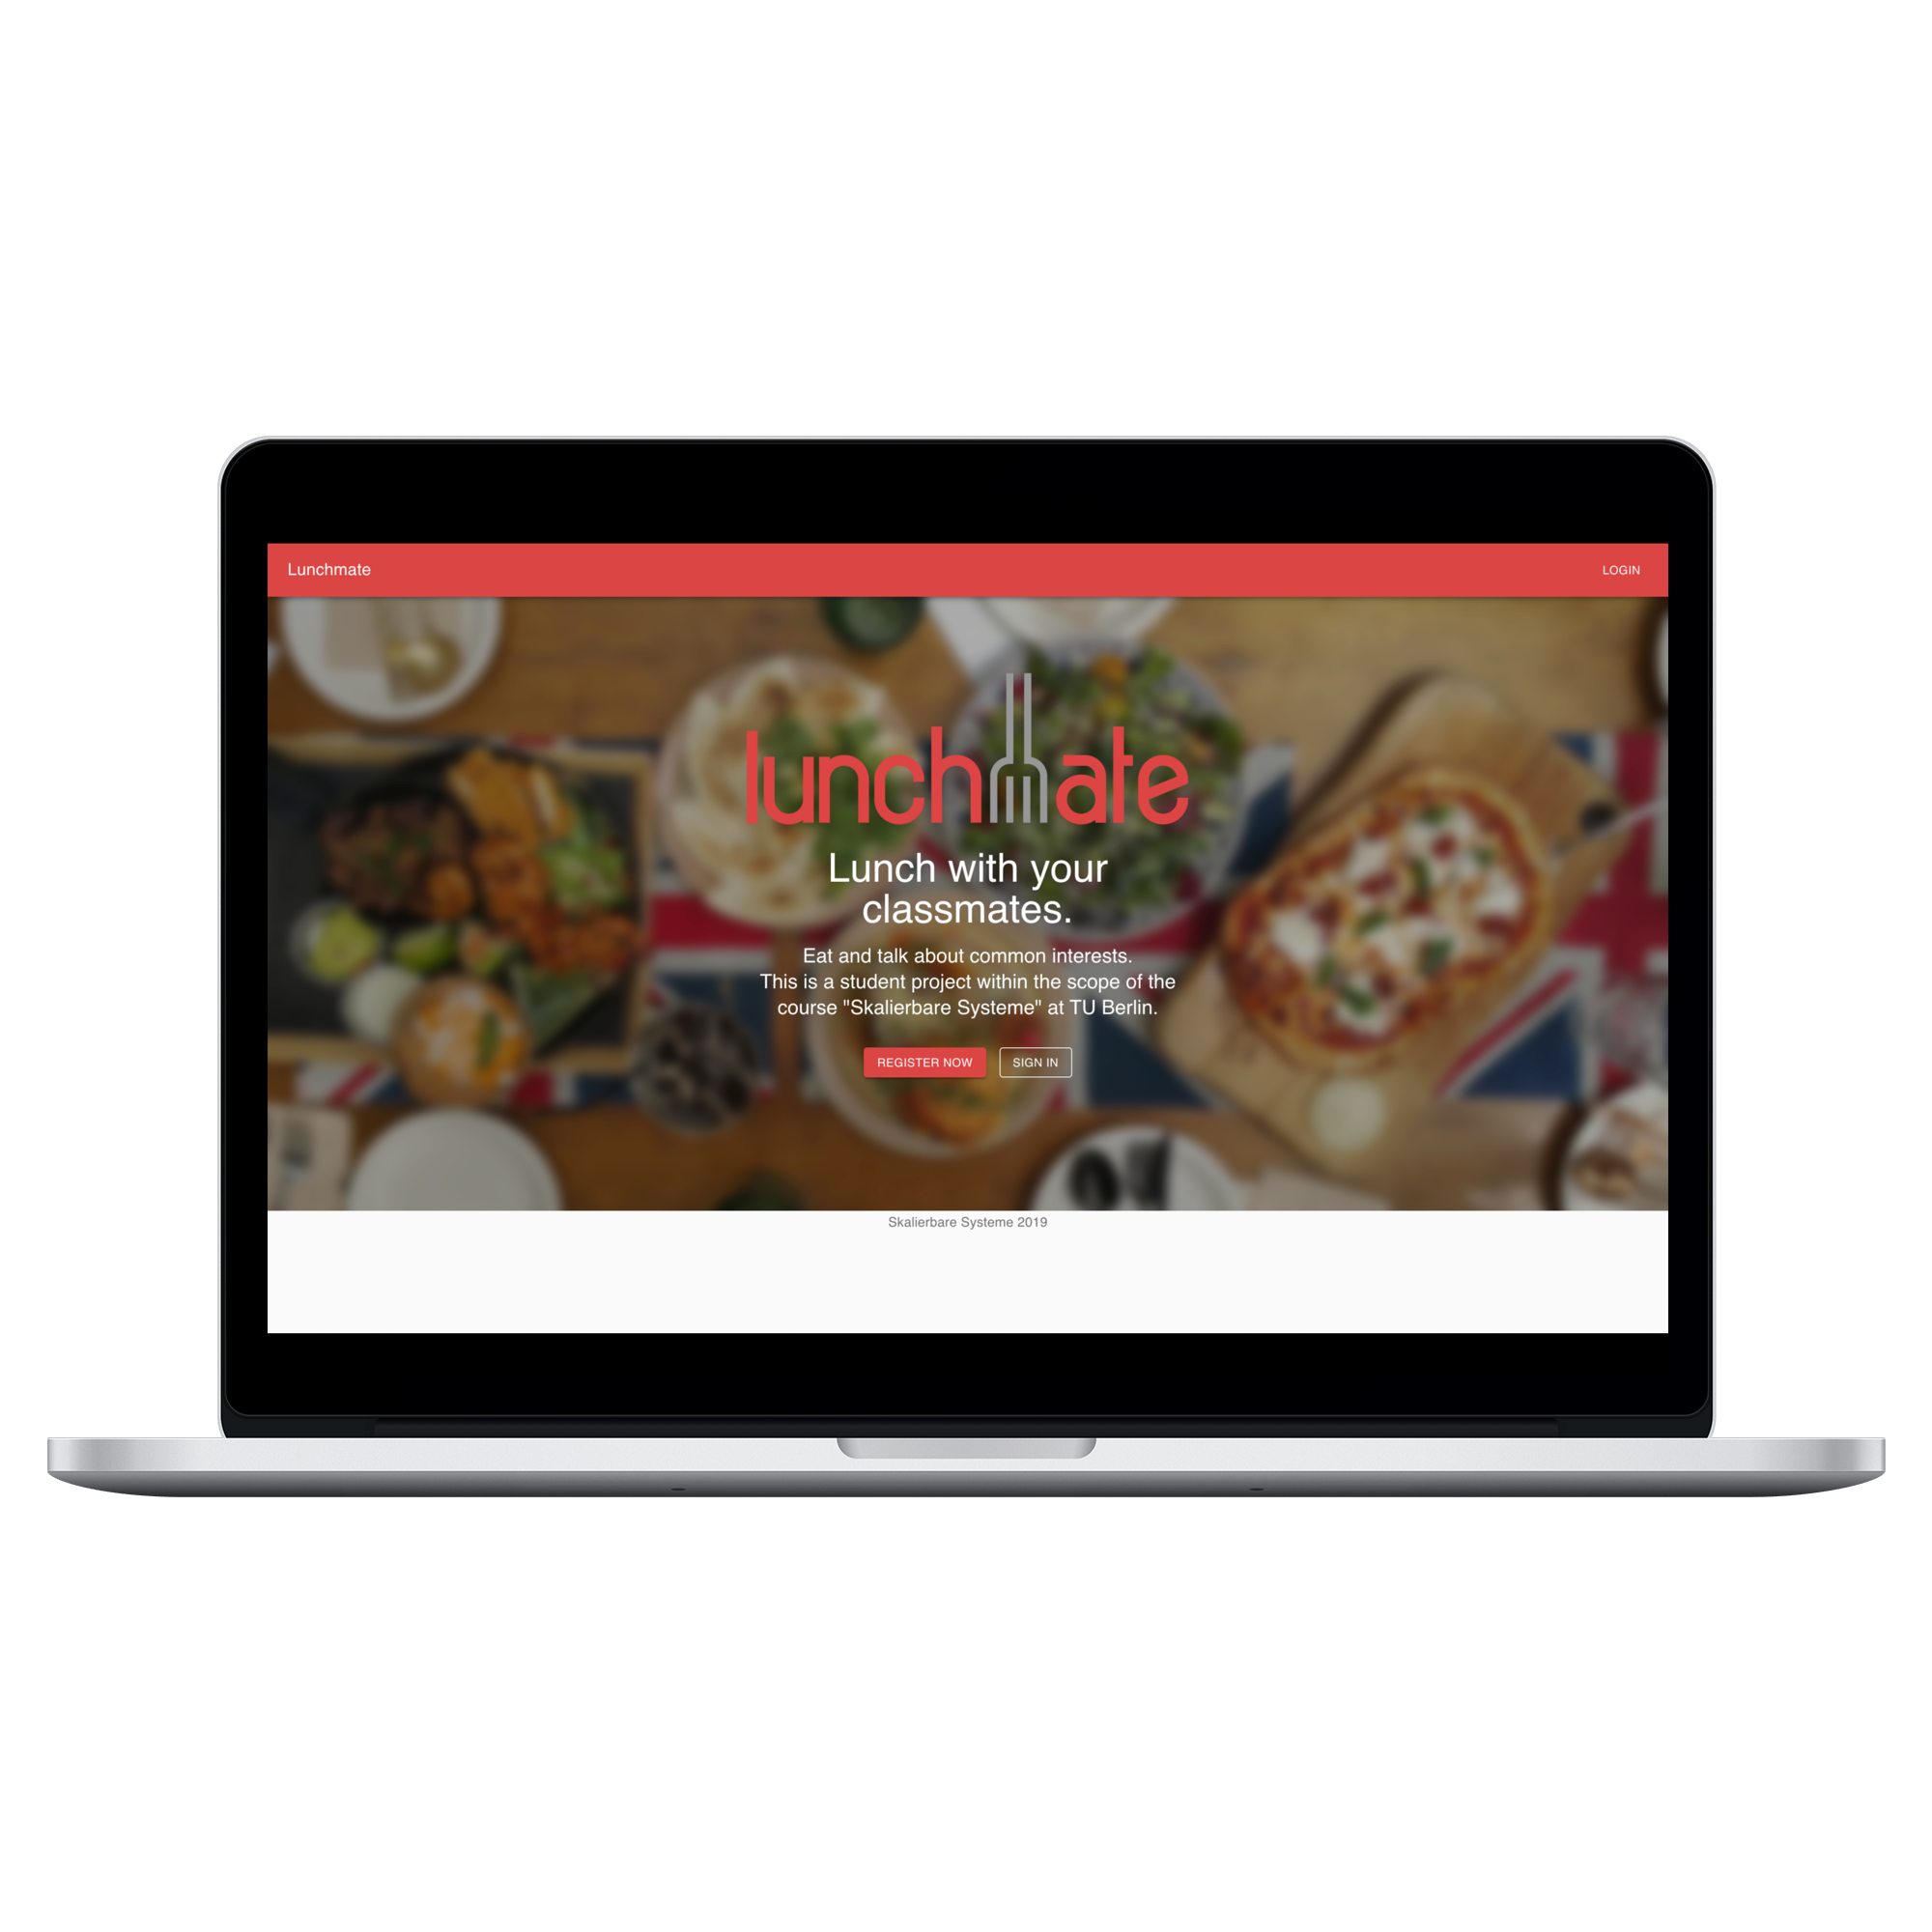 Lunchmate
LOGIN
lunchmate
Lunch with your
classmates.
Eat and talk about common interests.
This is a student project within the scope of the
course "Skalierbare Systeme" at TU Berlin.
REGISTER NOW
SIGN IN
Skalierbare Systeme 2019